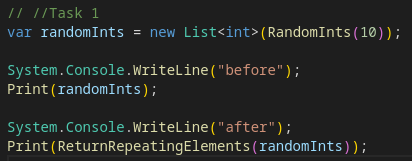 // //Task 1
var randomInts = new List<int>(RandomInts(10));
System.Console.WriteLine("before");
Print(randomInts);
System.Console.WriteLine("after");
Print(ReturnRepeatingElements(randomInts));